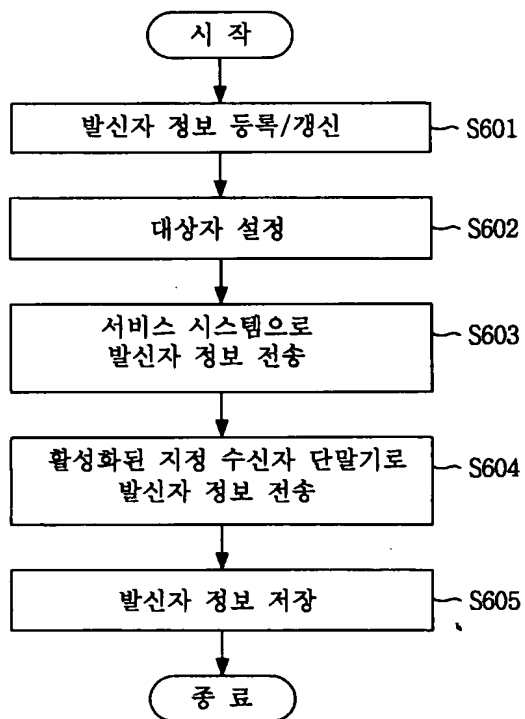 시 작
발신자 정보 등록/갱신
S601
대상자 설정
S602
서비스 시스템으로
발신자 정보 전송
S603
활성화된 지정 수신자 단말기로
발신자 정보 전송
S604
발신자 정보 저장
S605
종 료